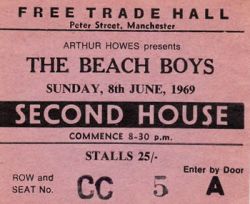 FREE TRADE HALL
Peter Street, Manchester
ARTHUR HOWES presents
THE BEACH BOYS
SUNDAY, 8th JUNE, 1969
SECOND HOUSE
COMMENCE 8-30 p.m.
STALLS 25/-
ROW and Enter by Door
SEAT No. CC 5 A